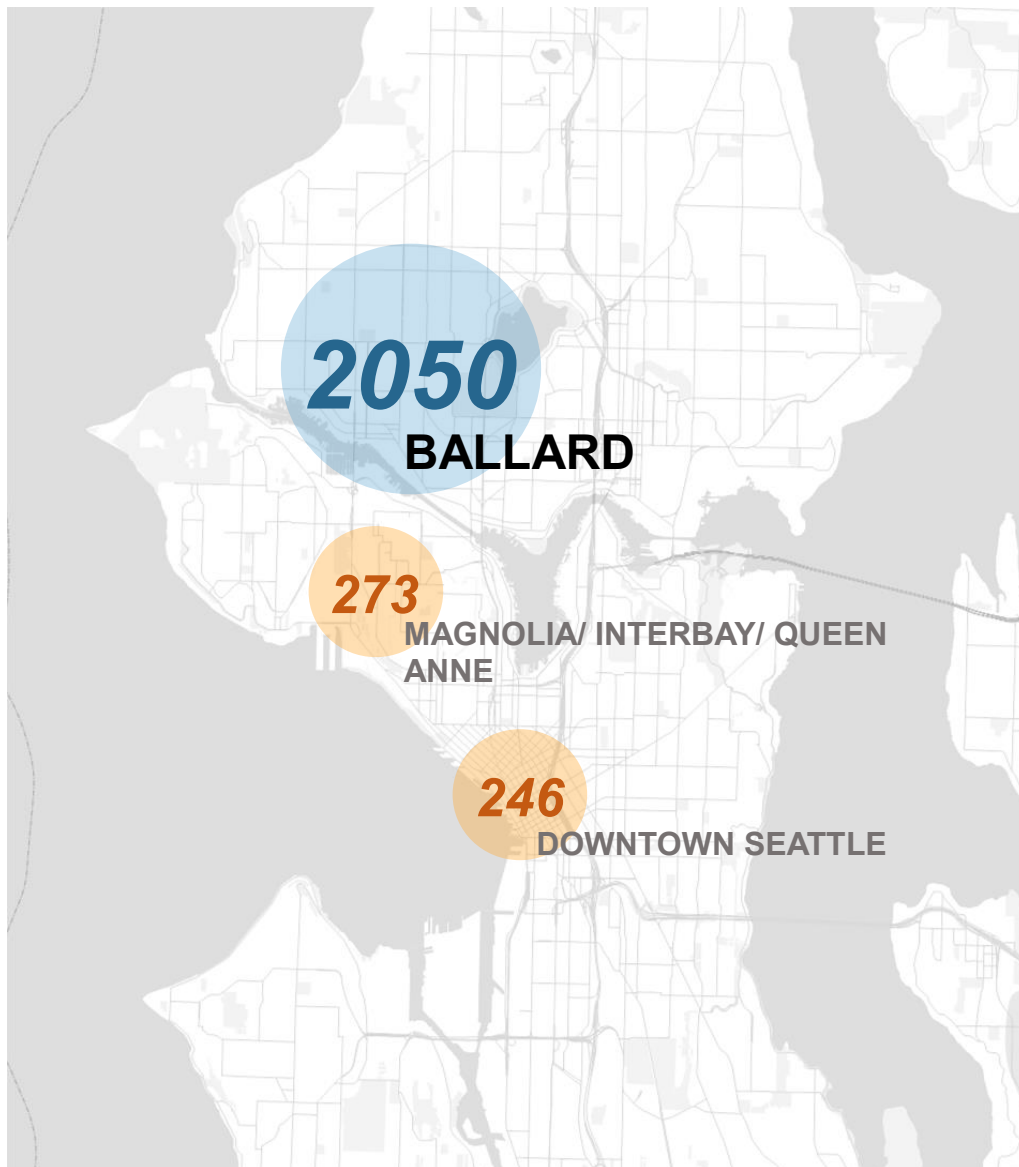 2050
BALLARD
273
MAGNOLIA/ INTERBAY/ QUEEN
ANNE
246
DOWNTOWN SEATTLE